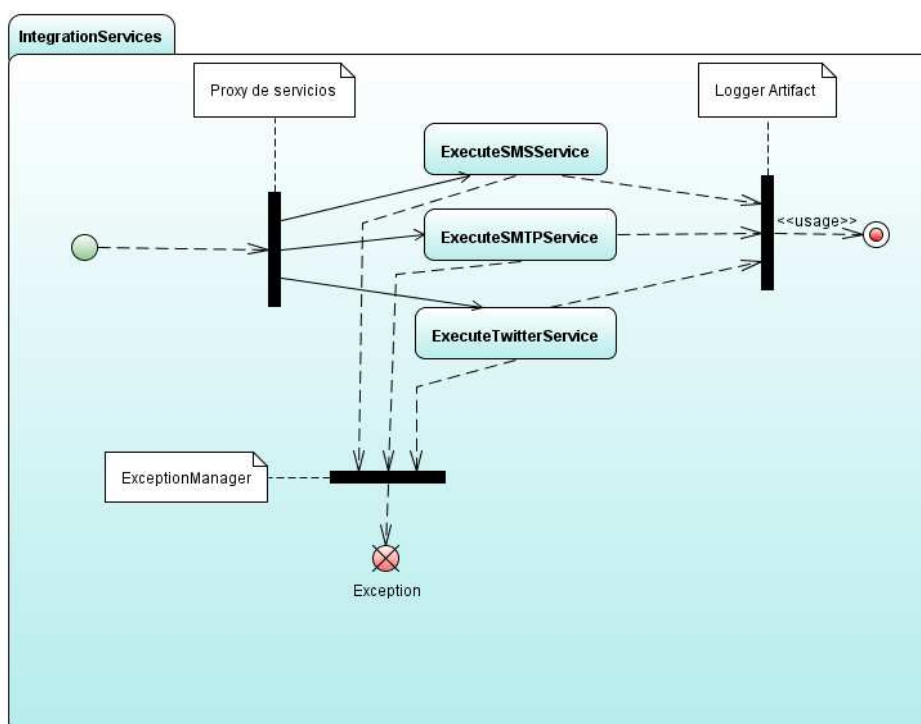 IntegrationServices
Proxy de servicios
Logger Artifact
ExecuteSMSService
<<usage>>
ExecuteSMTPService
ExecuteTwitterService
ExceptionManager
Exception